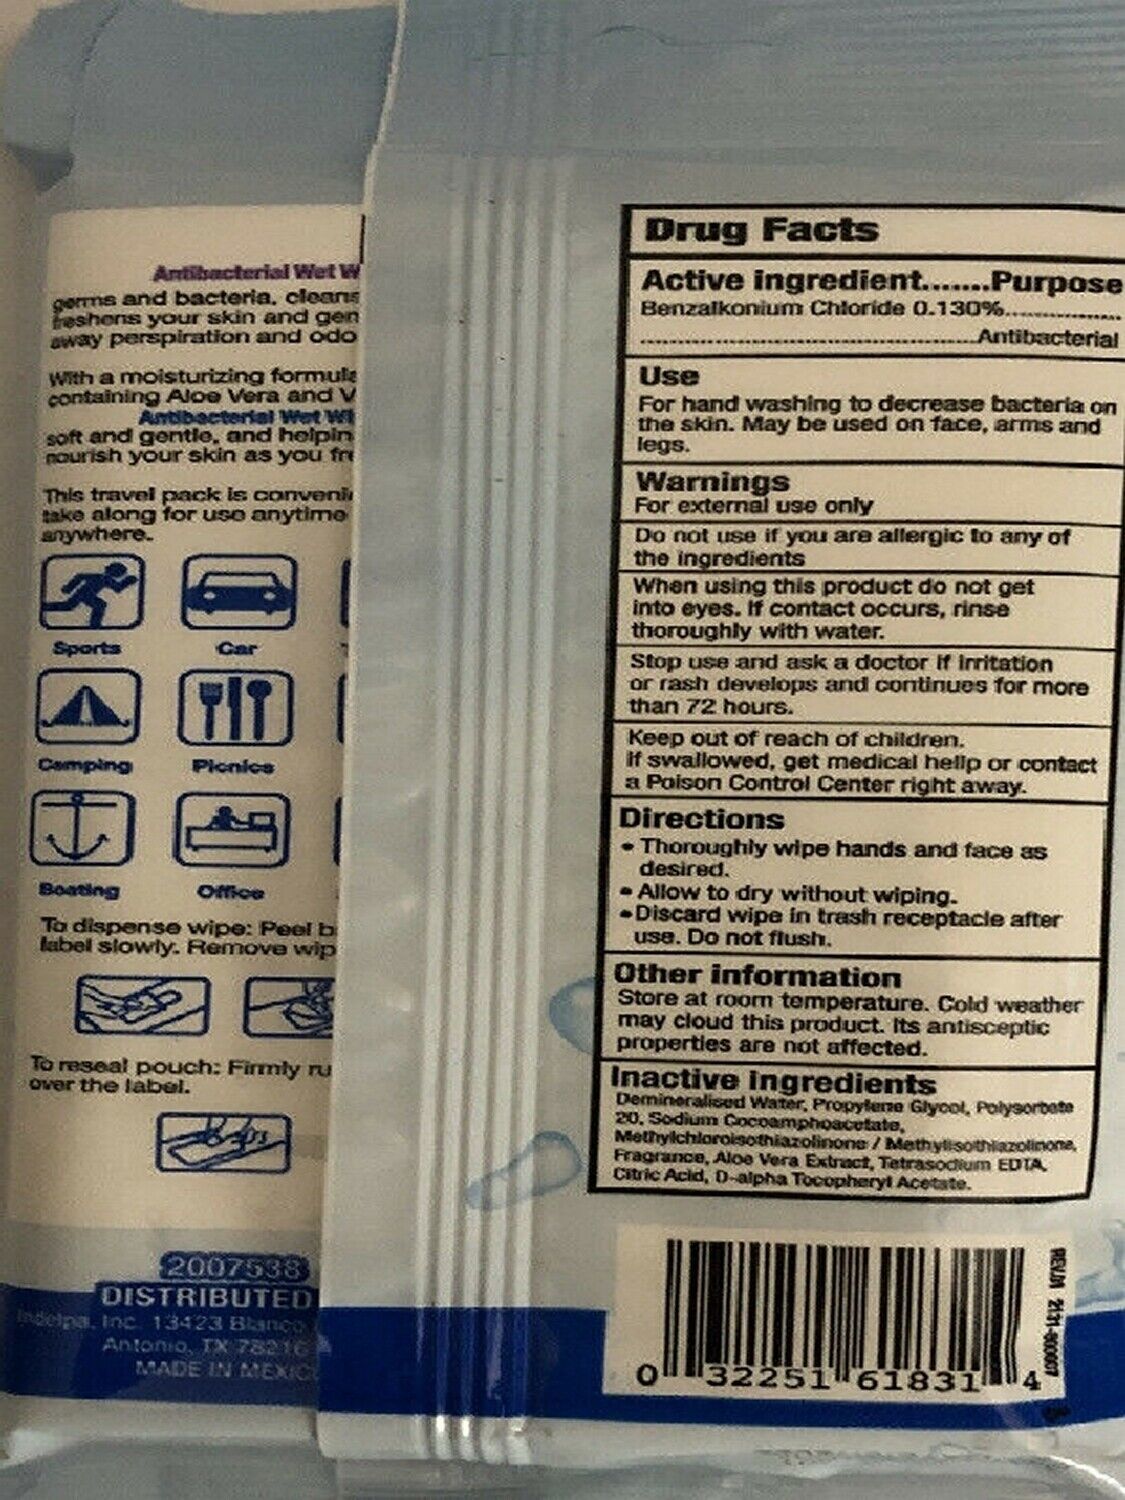 Antibacterial Wet W
germs and bacteria. cleans
freshens your skin and gen
away perspiration and odo
With a moisturizing formula
containing Aloe Vera and V
Antibacterial Wet Wi
soft and gentle, and helpin
nourish your skin as you fre
This travel pack is conveni
take along for use anytime
anywhere.
Sports
Car
Camping
Picnics
Boating
Office
To dispense wipe: Peel b
label slowly. Remove wip
To reseal pouch: Firmly ru
over the label.
2007538
DISTRIBUTED
Inc. 13423 Blanco
Antonio, TX 78216
MADE IN MEXIC
Drug Facts
Active ingredient.......Purpose
Benzalkonium Chloride 0.130%................
..............................................Antibacterial
Use
For hand washing to decrease bacteria on
the skin. May be used on face, arms and
legs.
Warnings
For external use only
Do not use if you are allergic to any of
the ingredients
When using this product do not get
into eyes. If contact occurs, rinse
thoroughly with water.
Stop use and ask a doctor if irritation
or rash develops and continues for more
than 72 hours.
Keep out of reach of children.
If swallowed, get medical hellp or contact
a Poison Control Center right away.
Directions
• Thoroughly wipe hands and face as
desired.
• Allow to dry without wiping.
• Discard wipe in trash receptacle after
use. Do not flush.
Other information
Store at room temperature. Cold weather
may cloud this product. Its antisceptic
properties are not affected.
Inactive Ingredients
Demineralised Water, Propylene Glycol, Polysorbate
20, Sodium Cocoamphoacetate,
Methylchloroisothiazolinone / Methylisothiazolinone,
Fragrance, Aloe Vera Extract, Tetrasodium EDTA,
Citric Acid, D-alpha Tocopheryl Acetate.
0 32251 61831 4